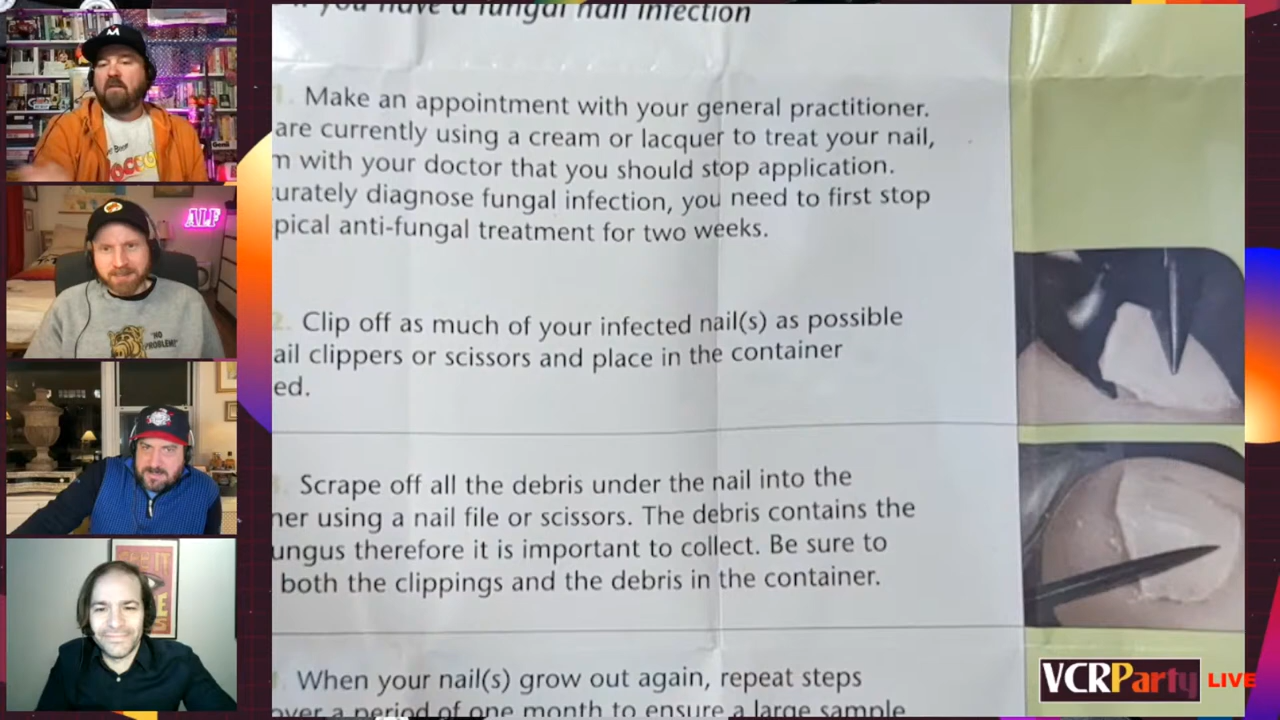 you have a fungal nail infection
1. Make an appointment with your general practitioner.
are currently using a cream or lacquer to treat your nail,
m with your doctor that you should stop application.
urately diagnose fungal infection, you need to first stop
pical anti-fungal treatment for two weeks.
2. Clip off as much of your infected nail(s) as possible
ail clippers or scissors and place in the container
ed.
Scrape off all the debris under the nail into the
ner using a nail file or scissors. The debris contains the
ungus therefore it is important to collect. Be sure to
both the clippings and the debris in the container.
When your nail(s) grow out again, repeat steps
over a period of one month to ensure a large sample
M
ALF
"NO
PROBLEM!"
VCRParty LIVE